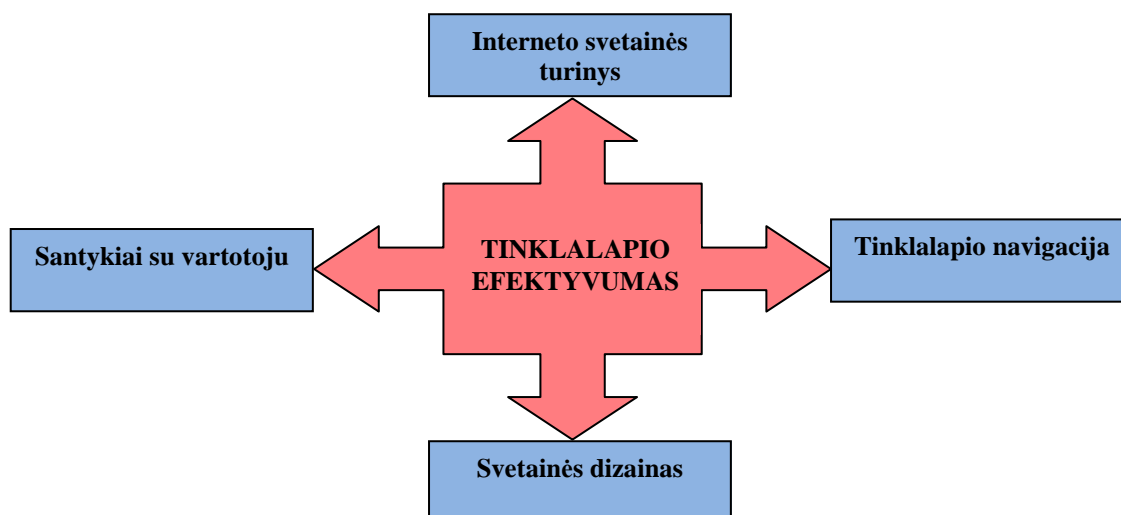 Interneto svetainės
turinys
Santykiai su vartotoju
TINKLALAPIO
EFEKTYVUMAS
Tinklalapio navigacija
Svetainės dizainas